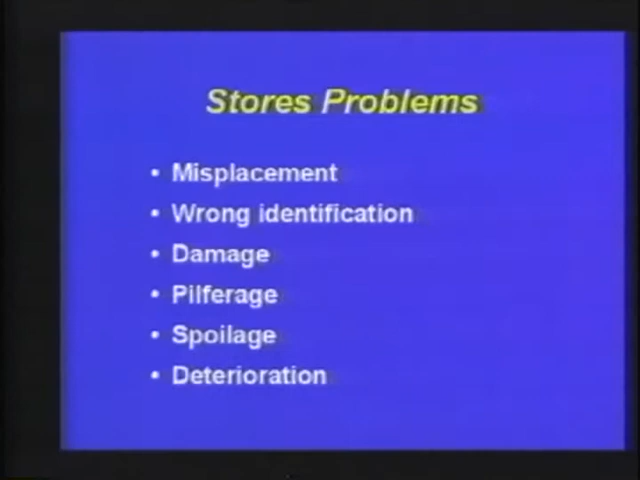 Stores Problems
• Misplacement
• Wrong identification
• Damage
• Pilferage
• Spoilage
• Deterioration